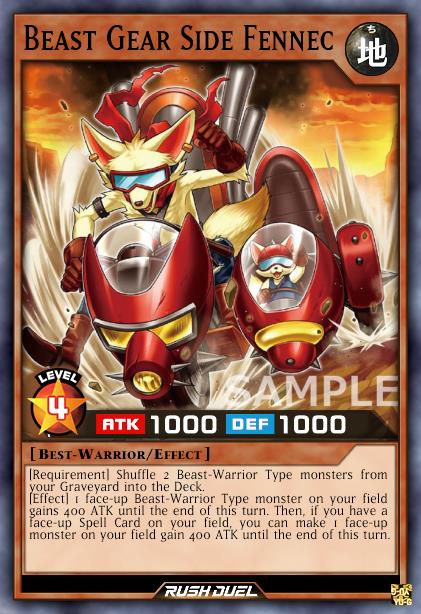 BEAST GEAR SIDE FENNEC
ち
地
SAMPLE
LEVEL
4
ATK 1000 DEF 1000
[BEST-WARRIOR/EFFECT]
[Requirement] Shuffle 2 Beast-Warrior Type monsters from
your Graveyard into the Deck.
[Effect] 1 face-up Beast-Warrior Type monster on your field
gains 400 ATK until the end of this turn. Then, if you have a
face-up Spell Card on your field, you can make 1 face-up
monster on your field gain 400 ATK until the end of this turn.
RUSH DUEL